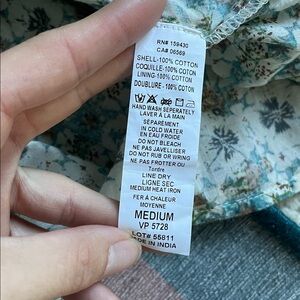 RN# 159430
CA# 06569
SHELL-100% COTTON
COQUILLE-100% COTON
LINING-100% COTTON
DOUBLURE-100% COTON
HAND WASH SEPERATELY
LAVER À LA MAIN
SÉPARÉMENT
IN COLD WATER
EN EAU FROIDE
DO NOT BLEACH
NE PAS JAVELLISER
DO NOT RUB OR WRING
NE PAS FROTTER OU
Tordre
LINE DRY
LIGNE SEC
MEDIUM HEAT IRON
FER À CHALEUR
MOYENNE
MEDIUM
VP 5728
LOT# 55811
MADE IN INDIA